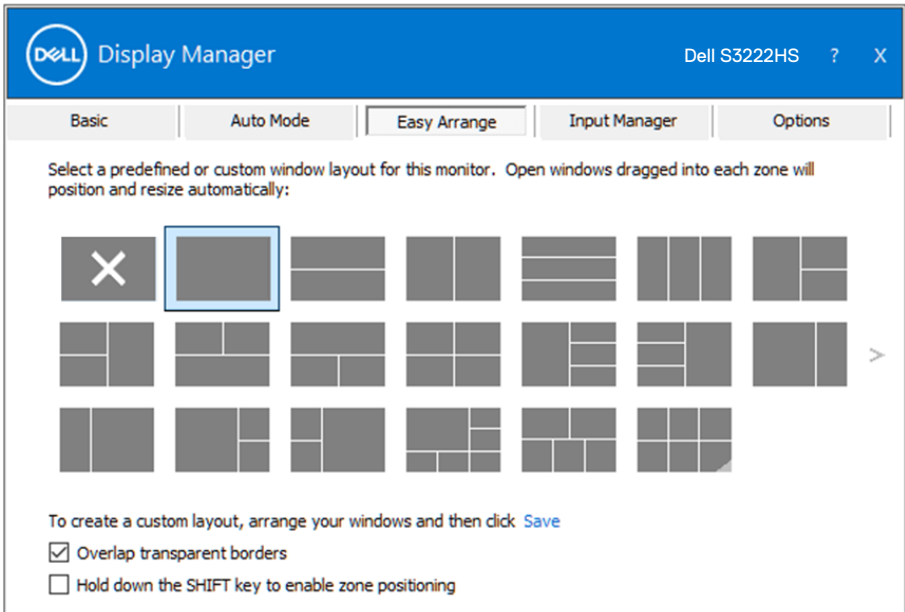 DELL Display Manager Dell S3222HS ? X
Basic Auto Mode Easy Arrange Input Manager Options
Select a predefined or custom window layout for this monitor. Open windows dragged into each zone will
position and resize automatically:
>
To create a custom layout, arrange your windows and then click Save
Overlap transparent borders
Hold down the SHIFT key to enable zone positioning